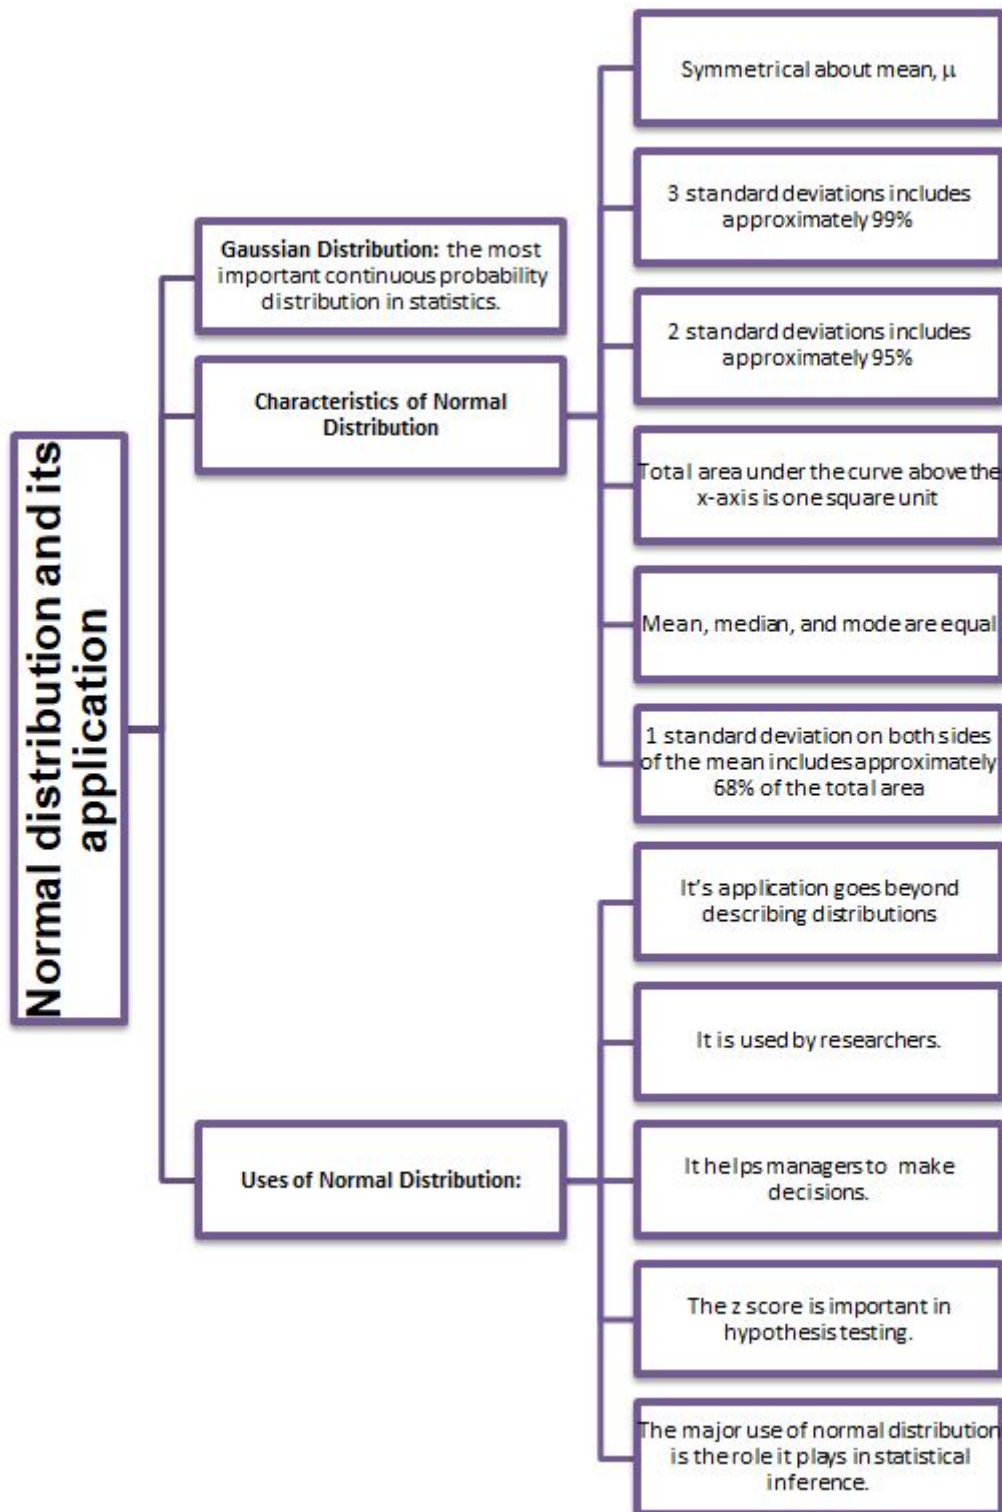 Normal distribution and its
application
Gaussian Distribution: the most
important continuous probability
distribution in statistics.
Characteristics of Normal
Distribution
Symmetrical about mean, µ
3 standard deviations includes
approximately 99%
2 standard deviations includes
approximately 95%
Total area under the curve above the
x-axis is one square unit
Mean, median, and mode are equal
1 standard deviation on both sides
of the mean includes approximately
68% of the total area
Uses of Normal Distribution:
It’s application goes beyond
describing distributions
It is used by researchers.
It helps managers to make
decisions.
The z score is important in
hypothesis testing.
The major use of normal distribution
is the role it plays in statistical
inference.